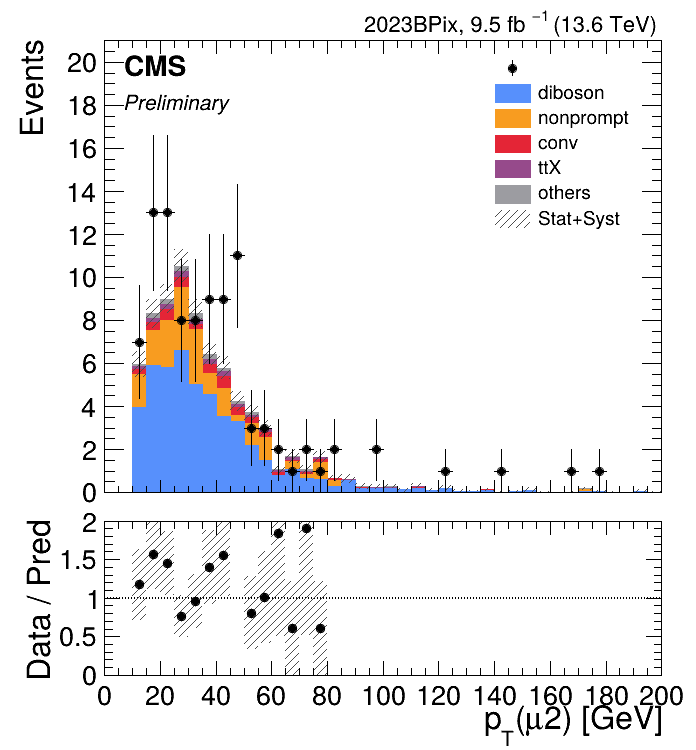 2023BPix, 9.5 fb⁻¹ (13.6 TeV)
CMS
Preliminary
diboson
nonprompt
conv
ttX
others
Stat+Syst
Events
20
18
16
14
12
10
8
6
4
2
0
Data / Pred
2
1.5
1
0.5
0
0 20 40 60 80 100 120 140 160 180 200
p_T(μ2) [GeV]